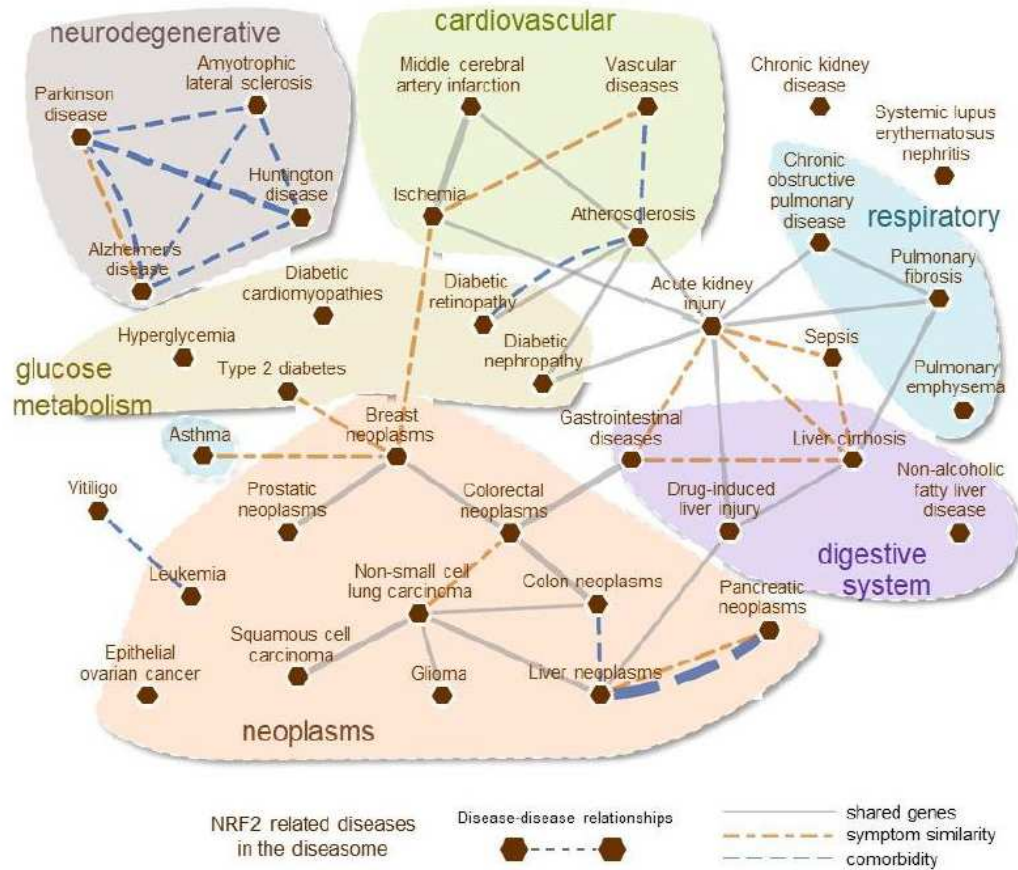 neurodegenerative
Amyotrophic
lateral sclerosis
Parkinson
disease
Huntington
disease
Alzheimer's
disease
cardiovascular
Middle cerebral
artery infarction
Vascular
diseases
Ischemia
Atherosclerosis
Chronic kidney
disease
Systemic lupus
erythematosus
nephritis
Chronic
obstructive
pulmonary
disease
respiratory
Pulmonary
fibrosis
Pulmonary
emphysema
Acute kidney
injury
Sepsis
Diabetic
cardiomyopathies
Diabetic
retinopathy
Hyperglycemia
Diabetic
nephropathy
Type 2 diabetes
glucose
metabolism
Asthma
Breast
neoplasms
Gastrointestinal
diseases
Liver cirrhosis
Vitiligo
Prostatic
neoplasms
Colorectal
neoplasms
Drug-induced
liver injury
Non-alcoholic
fatty liver
disease
digestive
system
Leukemia
Non-small cell
lung carcinoma
Colon neoplasms
Pancreatic
neoplasms
Epithelial
ovarian cancer
Squamous cell
carcinoma
Glioma
Liver neoplasms
neoplasms
NRF2 related diseases
in the diseasome
Disease-disease relationships
shared genes
symptom similarity
comorbidity